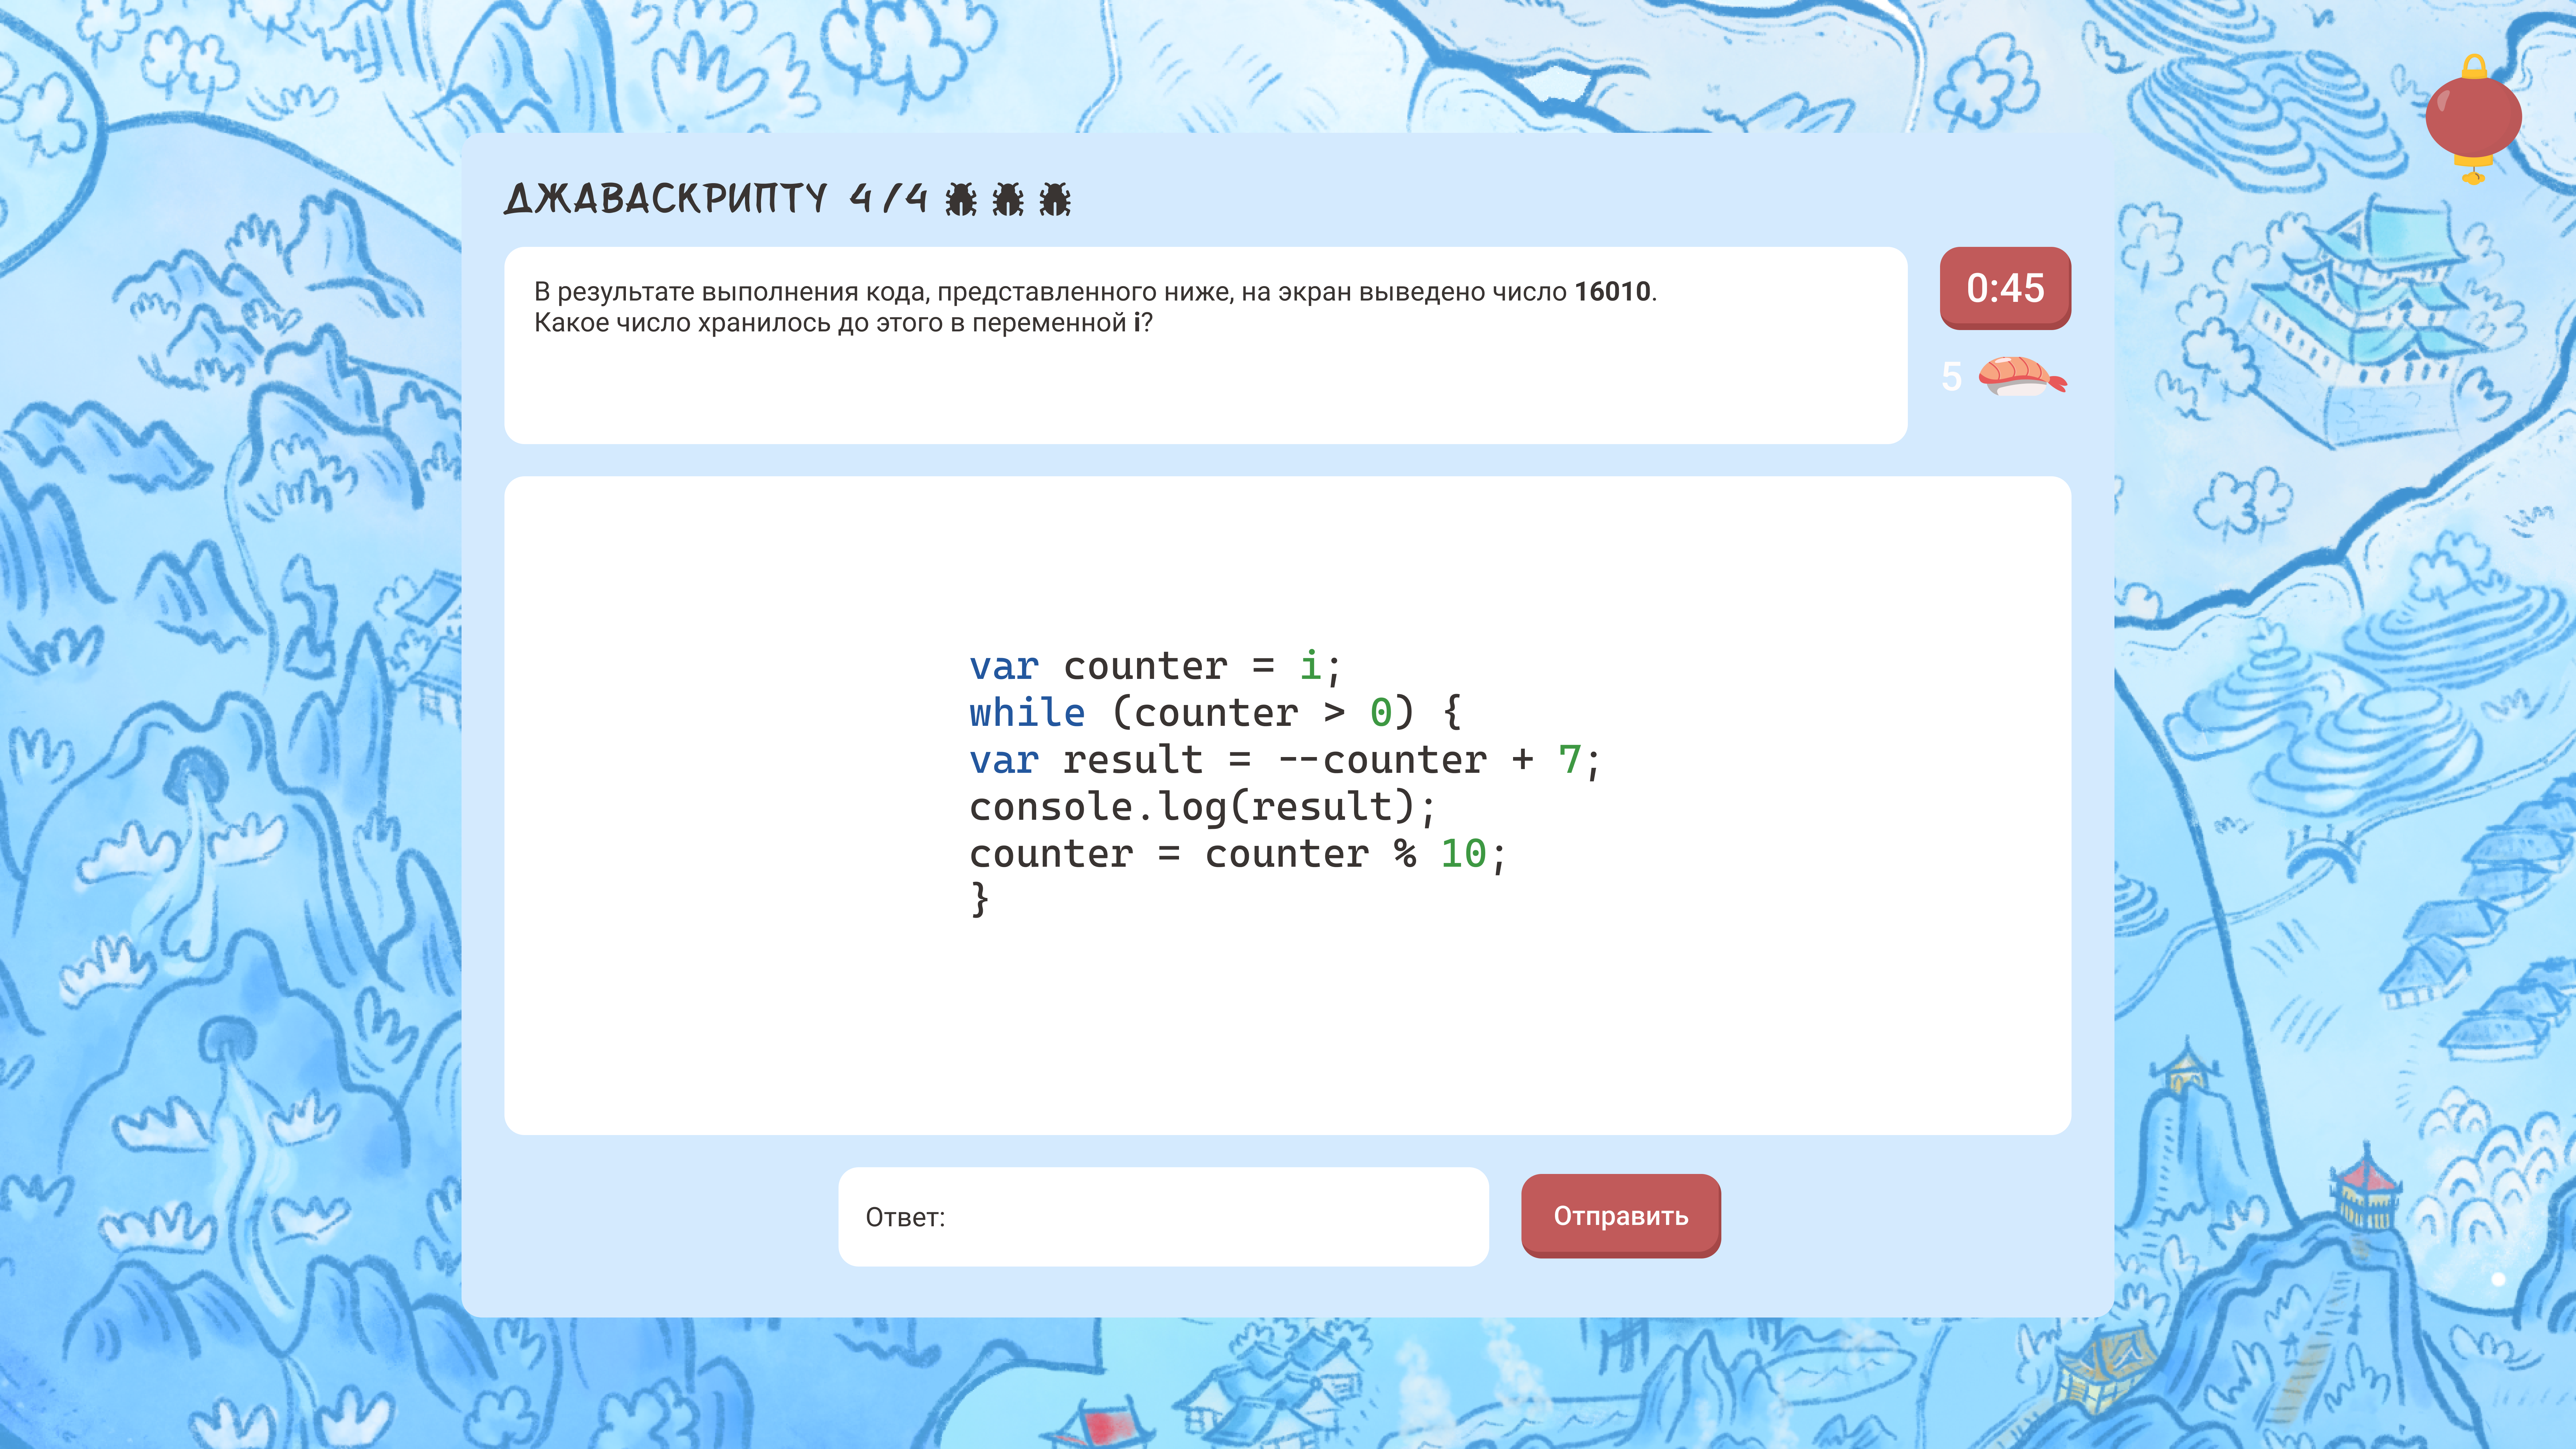 ДЖАВАСКРИПТУ 4/4
В результате выполнения кода, представленного ниже, на экран выведено число 16010.
Какое число хранилось до этого в переменной i?
0:45
5
var counter = i;
while (counter > 0) {
var result = --counter + 7;
console.log(result);
counter = counter % 10;
}
Ответ:
Отправить